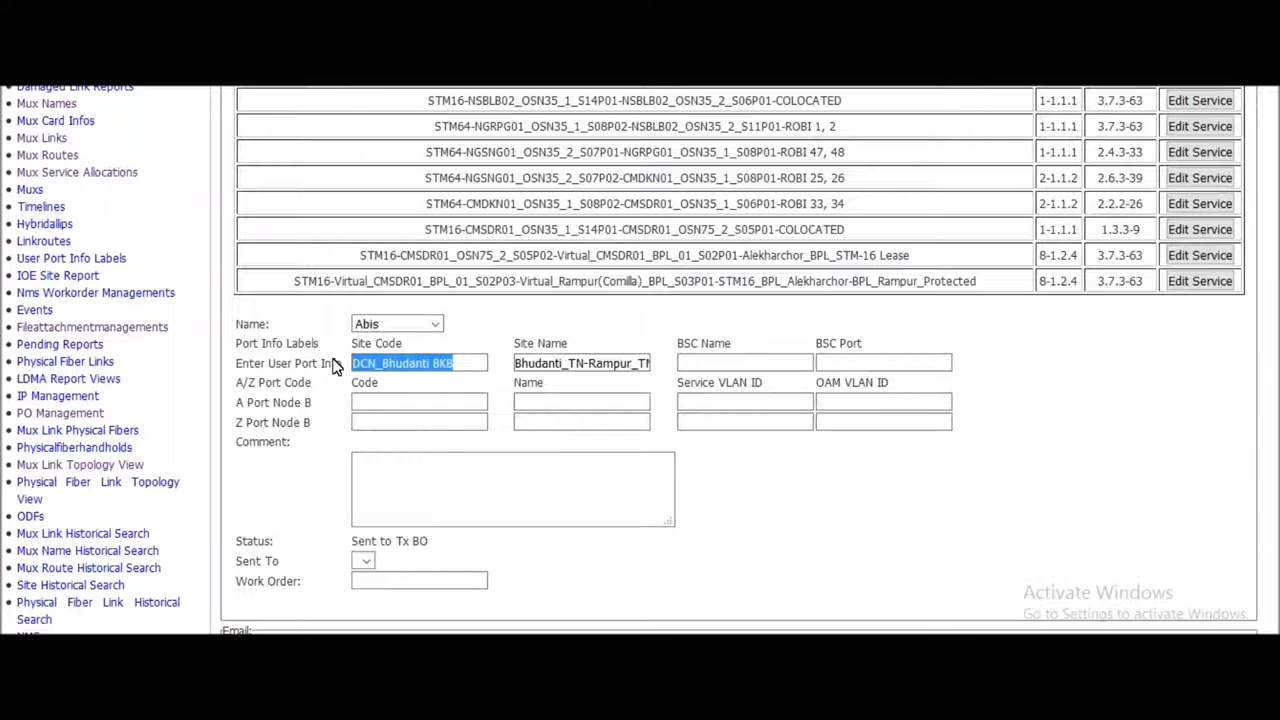 Damaged Link Reports
Mux Names
Mux Card Infos
Mux Links
Mux Routes
Mux Service Allocations
Muxs
Timelines
Hybridallips
Linkroutes
User Port Info Labels
IOE Site Report
Nms Workorder Managements
Events
Fileattachmentmanagements
Pending Reports
Physical Fiber Links
LDMA Report Views
IP Management
PO Management
Mux Link Physical Fibers
Physicalfiberhandholds
Mux Link Topology View
Physical Fiber Link Topology
View
ODFs
Mux Link Historical Search
Mux Name Historical Search
Mux Route Historical Search
Site Historical Search
Physical Fiber Link Historical
Search
STM16-NSBLB02_OSN35_1_S14P01-NSBLB02_OSN35_2_S06P01-COLOCATED 1-1.1.1 3.7.3-63 Edit Service
STM64-NGRPG01_OSN35_1_S08P02-NSBLB02_OSN35_2_S11P01-ROBI 1, 2 1-1.1.1 3.7.3-63 Edit Service
STM64-NGSNG01_OSN35_2_S07P01-NGRPG01_OSN35_1_S08P01-ROBI 47, 48 1-1.1.1 2.4.3-33 Edit Service
STM64-NGSNG01_OSN35_2_S07P02-CMDKN01_OSN35_1_S08P01-ROBI 25, 26 2-1.1.2 2.6.3-39 Edit Service
STM64-CMDKN01_OSN35_1_S08P02-CMSDR01_OSN35_1_S06P01-ROBI 33, 34 2-1.1.2 2.2.2-26 Edit Service
STM16-CMSDR01_OSN35_1_S14P01-CMSDR01_OSN75_2_S05P01-COLOCATED 1-1.1.1 1.3.3-9 Edit Service
STM16-CMSDR01_OSN75_2_S05P02-Virtual_CMSDR01_BPL_01_S02P01-Alekharchor_BPL_STM-16 Lease 8-1.2.4 3.7.3-63 Edit Service
STM16-Virtual_CMSDR01_BPL_01_S02P03-Virtual_Rampur(Comilla)_BPL_S03P01-STM16_BPL_Alekharchor-BPL_Rampur_Protected 8-1.2.4 3.7.3-63 Edit Service
Name: Abis
Port Info Labels Site Code Site Name BSC Name BSC Port
Enter User Port In DCN_Bhudanti BKB Bhudanti_TN-Rampur_TN
A/Z Port Code Code Name Service VLAN ID OAM VLAN ID
A Port Node B
Z Port Node B
Comment:
Status: Sent to Tx BO
Sent To
Work Order:
Email:
Activate Windows
Go to Settings to activate Windows.